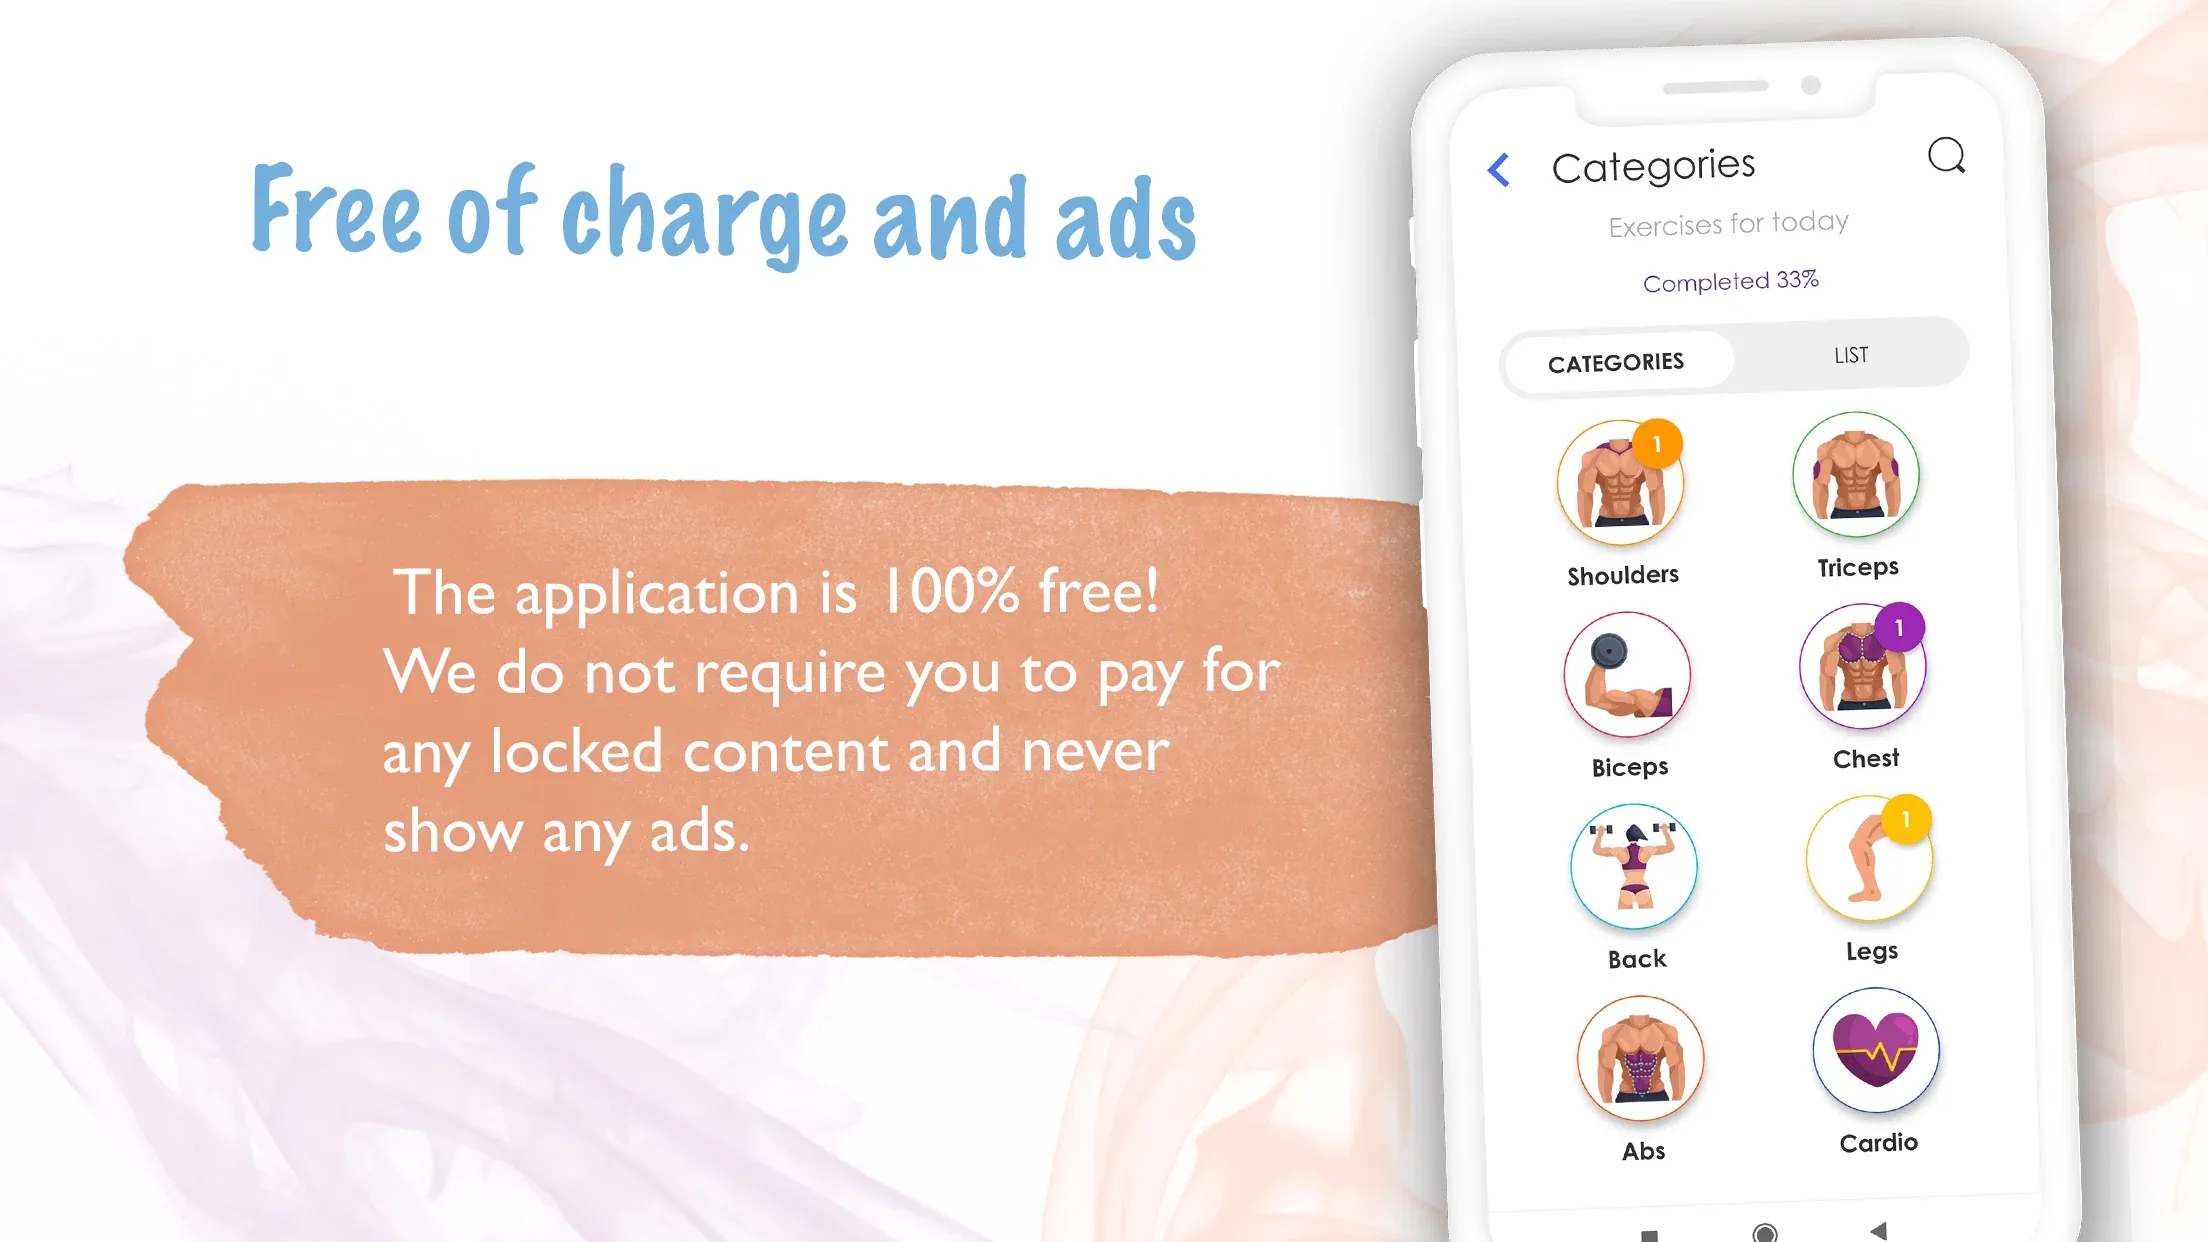 Free of charge and ads
The application is 100% free!
We do not require you to pay for
any locked content and never
show any ads.
Categories
Exercises for today
Completed 33%
CATEGORIES
LIST
1
Shoulders
Triceps
1
Biceps
Chest
1
Back
Legs
Abs
Cardio